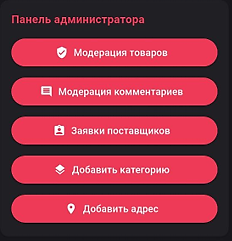 Панель администратора
Модерация товаров
Модерация комментариев
Заявки поставщиков
Добавить категорию
Добавить адрес